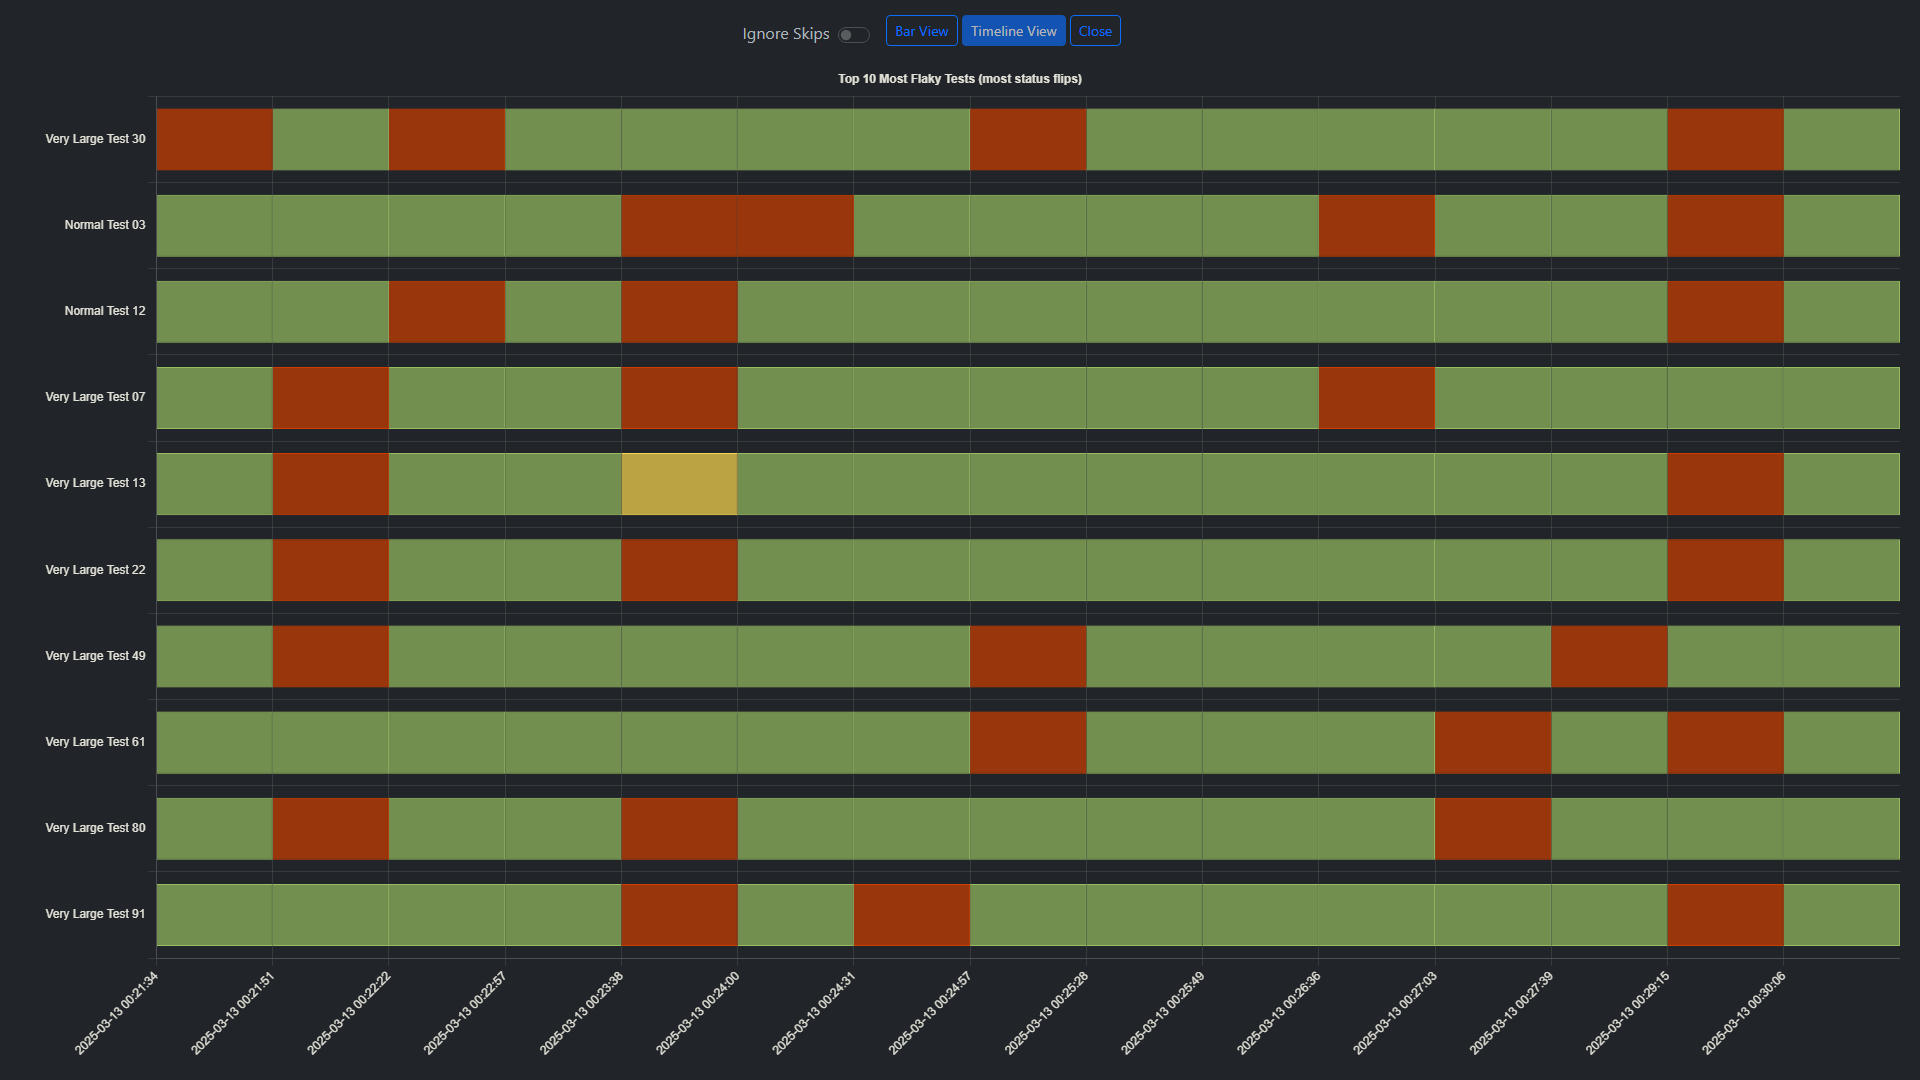 Ignore Skips Bar View Timeline View Close
Top 10 Most Flaky Tests (most status flips)
Very Large Test 30
Normal Test 03
Normal Test 12
Very Large Test 07
Very Large Test 13
Very Large Test 22
Very Large Test 49
Very Large Test 61
Very Large Test 80
Very Large Test 91
2025-03-13 00:21:34
2025-03-13 00:21:51
2025-03-13 00:22:22
2025-03-13 00:22:57
2025-03-13 00:23:38
2025-03-13 00:24:00
2025-03-13 00:24:31
2025-03-13 00:24:57
2025-03-13 00:25:28
2025-03-13 00:25:49
2025-03-13 00:26:36
2025-03-13 00:27:03
2025-03-13 00:27:39
2025-03-13 00:29:15
2025-03-13 00:30:06